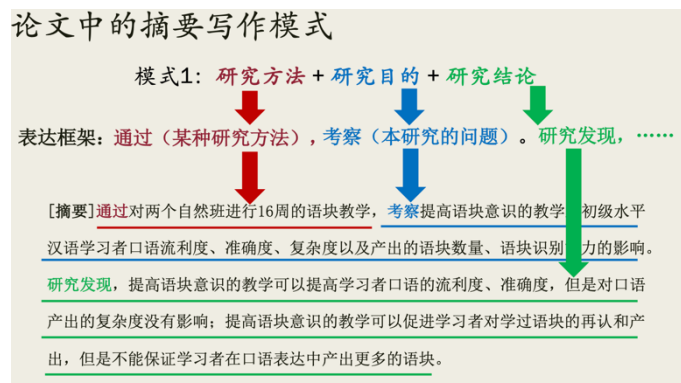 论文中的摘要写作模式
模式1：研究方法 + 研究目的 + 研究结论
表达框架：通过（某种研究方法），考察（本研究的问题）。研究发现，……
[摘要]通过对两个自然班进行16周的语块教学，考察提高语块意识的教学 初级水平
汉语学习者口语流利度、准确度、复杂度以及产出的语块数量、语块识别 力的影响。
研究发现，提高语块意识的教学可以提高学习者口语的流利度、准确度，但是对口语
产出的复杂度没有影响；提高语块意识的教学可以促进学习者对学过语块的再认和产
出，但是不能保证学习者在口语表达中产出更多的语块。